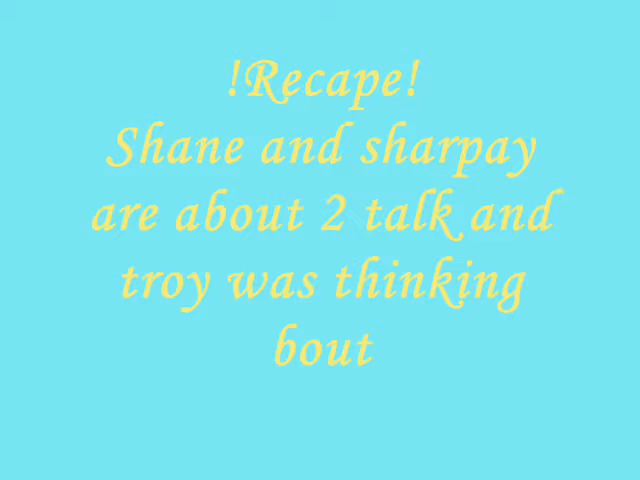 !Recape!
Shane and sharpay
are about 2 talk and
troy was thinking
bout